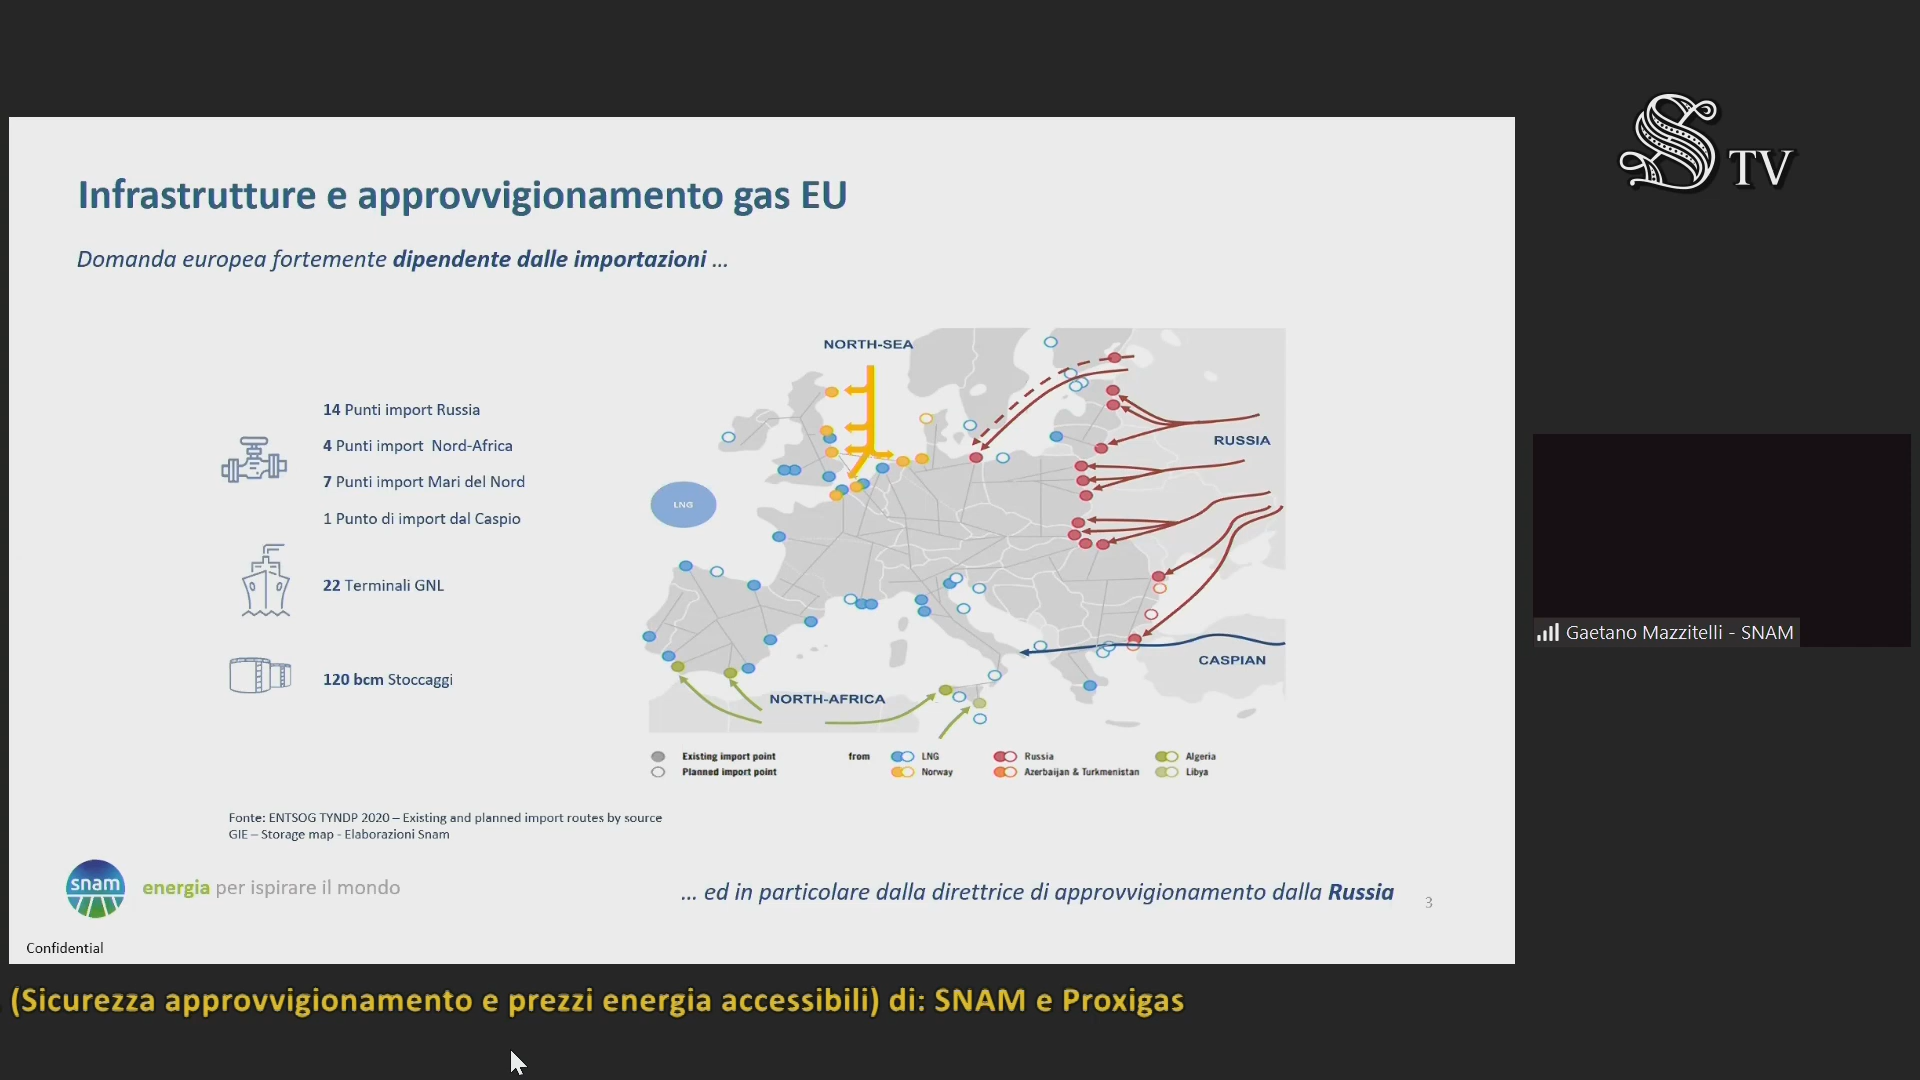 S TV
Infrastrutture e approvvigionamento gas EU
Domanda europea fortemente dipendente dalle importazioni ...
14 Punti import Russia
4 Punti import Nord-Africa
7 Punti import Mari del Nord
1 Punto di import dal Caspio
22 Terminali GNL
120 bcm Stoccaggi
NORTH-SEA
RUSSIA
LNG
CASPIAN
NORTH-AFRICA
Existing import point from LNG Russia Algeria
Planned import point Norway Azerbaijan & Turkmenistan Libya
Fonte: ENTSOG TYNDP 2020 – Existing and planned import routes by source
GIE – Storage map - Elaborazioni Snam
snam energia per ispirare il mondo
... ed in particolare dalla direttrice di approvvigionamento dalla Russia
3
Confidential
Gaetano Mazzitelli - SNAM
(Sicurezza approvvigionamento e prezzi energia accessibili) di: SNAM e Proxigas